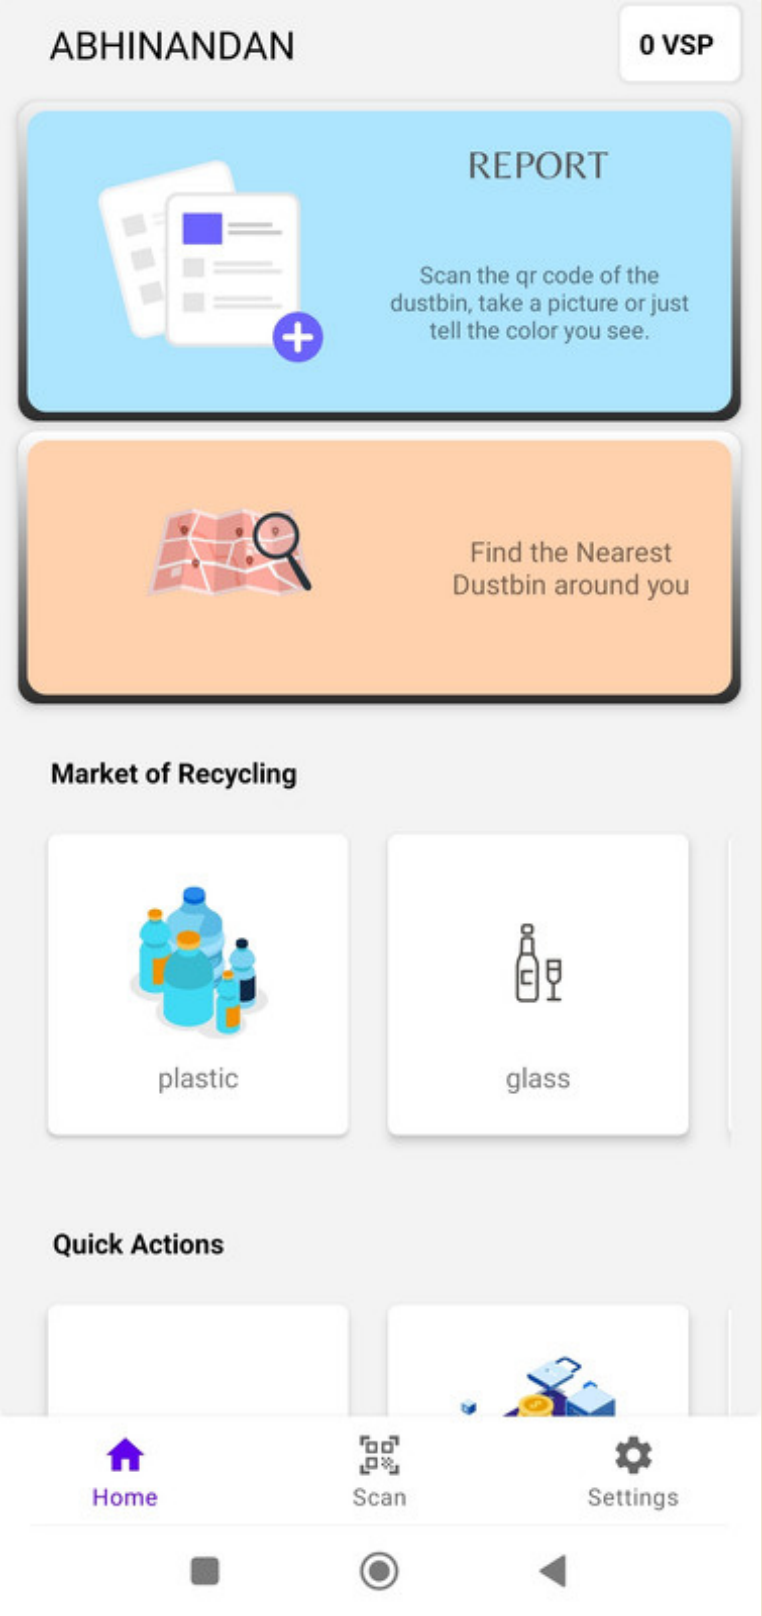 ABHINANDAN
0 VSP
REPORT
Scan the qr code of the
dustbin, take a picture or just
tell the color you see.
Find the Nearest
Dustbin around you
Market of Recycling
plastic
glass
Quick Actions
Home
Scan
Settings